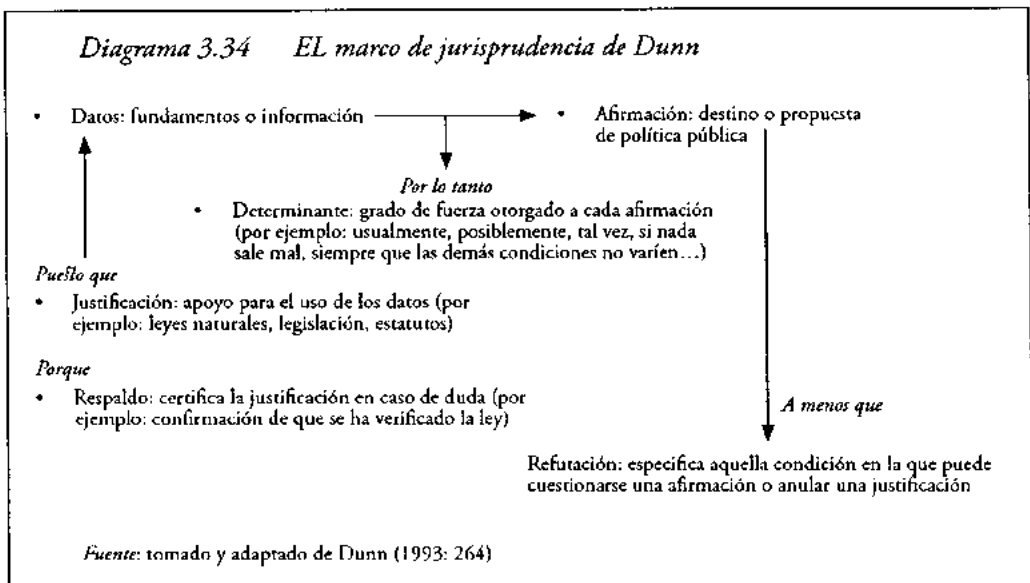 Diagrama 3.34 EL marco de jurisprudencia de Dunn
• Datos: fundamentos o información
• Afirmación: destino o propuesta
de política pública
Por lo tanto
• Determinante: grado de fuerza otorgado a cada afirmación
(por ejemplo: usualmente, posiblemente, tal vez, si nada
sale mal, siempre que las demás condiciones no varíen...)
Puesto que
• Justificación: apoyo para el uso de los datos (por
ejemplo: leyes naturales, legislación, estatutos)
Porque
• Respaldo: certifica la justificación en caso de duda (por
ejemplo: confirmación de que se ha verificado la ley)
A menos que
Refutación: especifica aquella condición en la que puede
cuestionarse una afirmación o anular una justificación
Fuente: tomado y adaptado de Dunn (1993: 264)